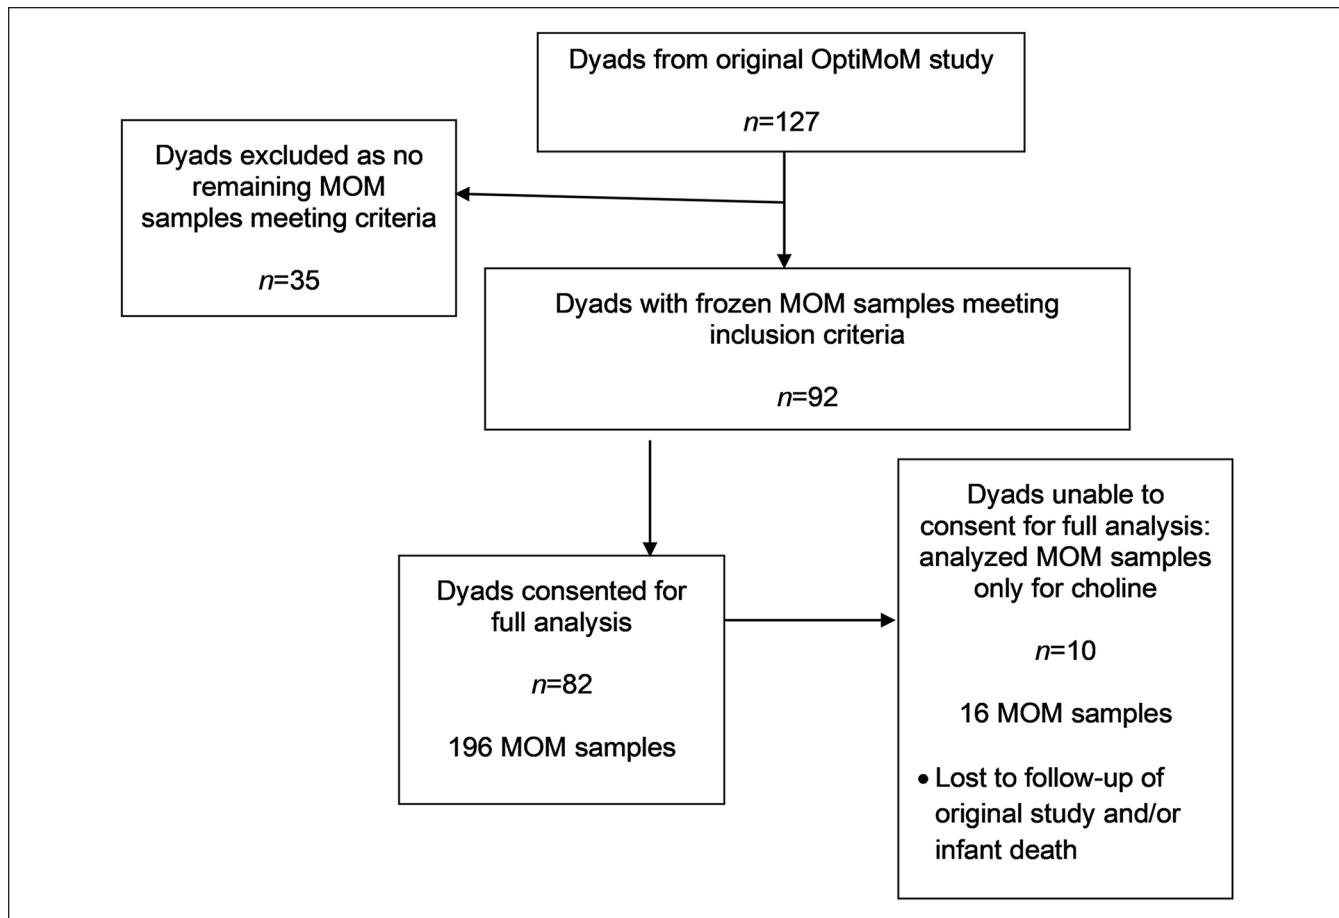 Dyads from original OptiMoM study
n=127
Dyads excluded as no
remaining MOM
samples meeting criteria
n=35
Dyads with frozen MOM samples meeting
inclusion criteria
n=92
Dyads consented for
full analysis
n=82
196 MOM samples
Dyads unable to
consent for full analysis:
analyzed MOM samples
only for choline
n=10
16 MOM samples
• Lost to follow-up of
original study and/or
infant death